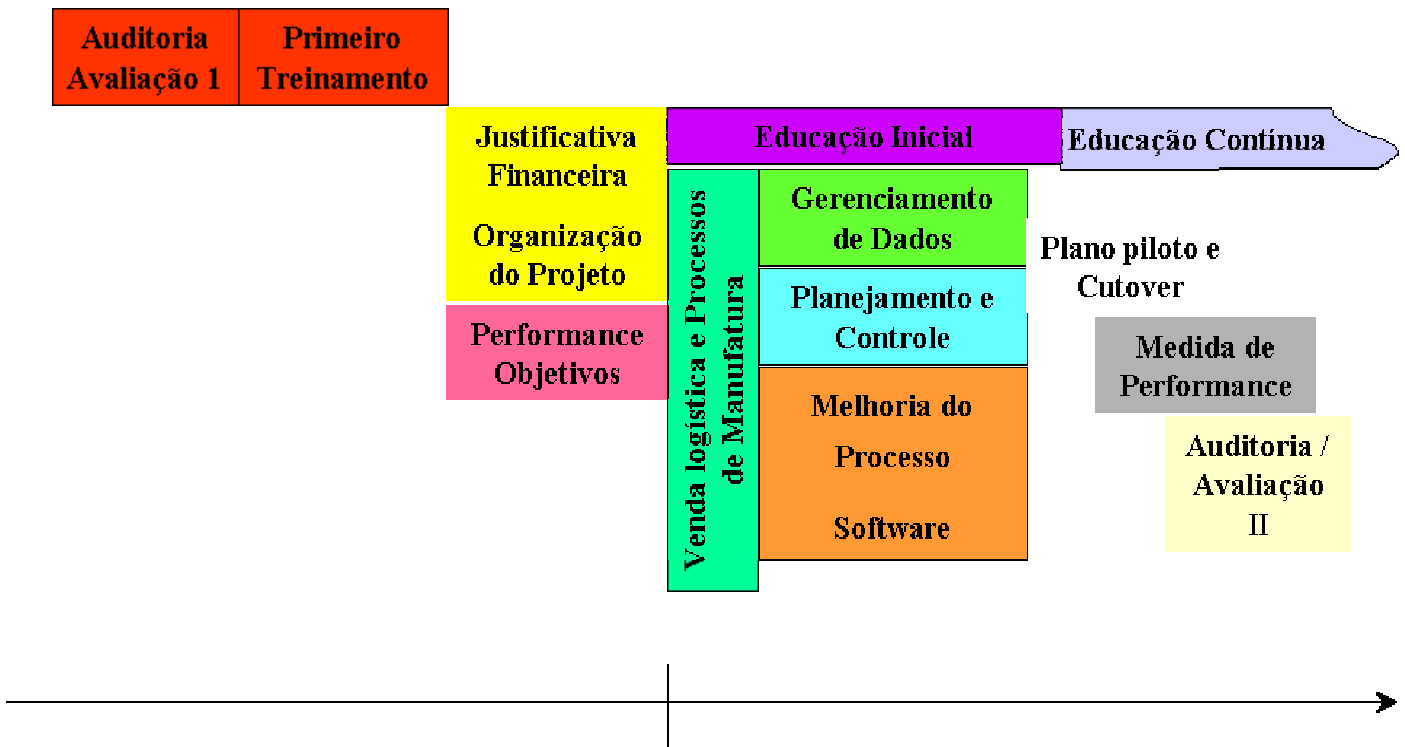 Auditoria
Avaliação 1
Primeiro
Treinamento
Justificativa
Financeira
Organização
do Projeto
Performance
Objetivos
Educação Inicial
Educação Contínua
Venda logística e Processos
de Manufatura
Gerenciamento
de Dados
Planejamento e
Controle
Melhoria do
Processo
Software
Plano piloto e
Cutover
Medida de
Performance
Auditoria /
Avaliação
II